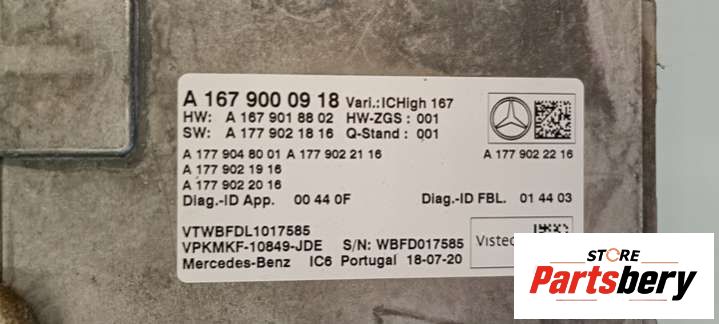 A 167 900 09 18 Vari.:ICHigh 167
HW: A 167 901 88 02 HW-ZGS : 001
SW: A 177 902 18 16 Q-Stand : 001
A 177 904 80 01 A 177 902 21 16 A 177 902 22 16
A 177 902 19 16
A 177 902 20 16
Diag.-ID App. 00 44 0F Diag.-ID FBL. 01 44 03
VTWBFDL1017585
VPKMKF-10849-JDE S/N: WBFD017585
Mercedes-Benz IC6 Portugal 18-07-20
STORE
Partsbery